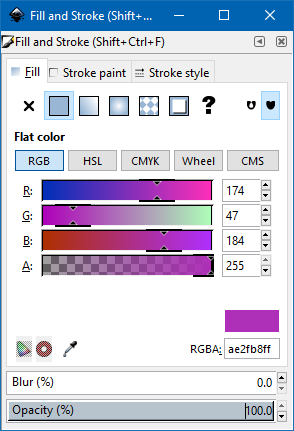 Fill and Stroke (Shift+...
Fill and Stroke (Shift+Ctrl+F)
Fill Stroke paint Stroke style
?
Flat color
RGB HSL CMYK Wheel CMS
R: 174
G: 47
B: 184
A: 255
RGBA: ae2fb8ff
Blur (%) 0.0
Opacity (%) 100.0